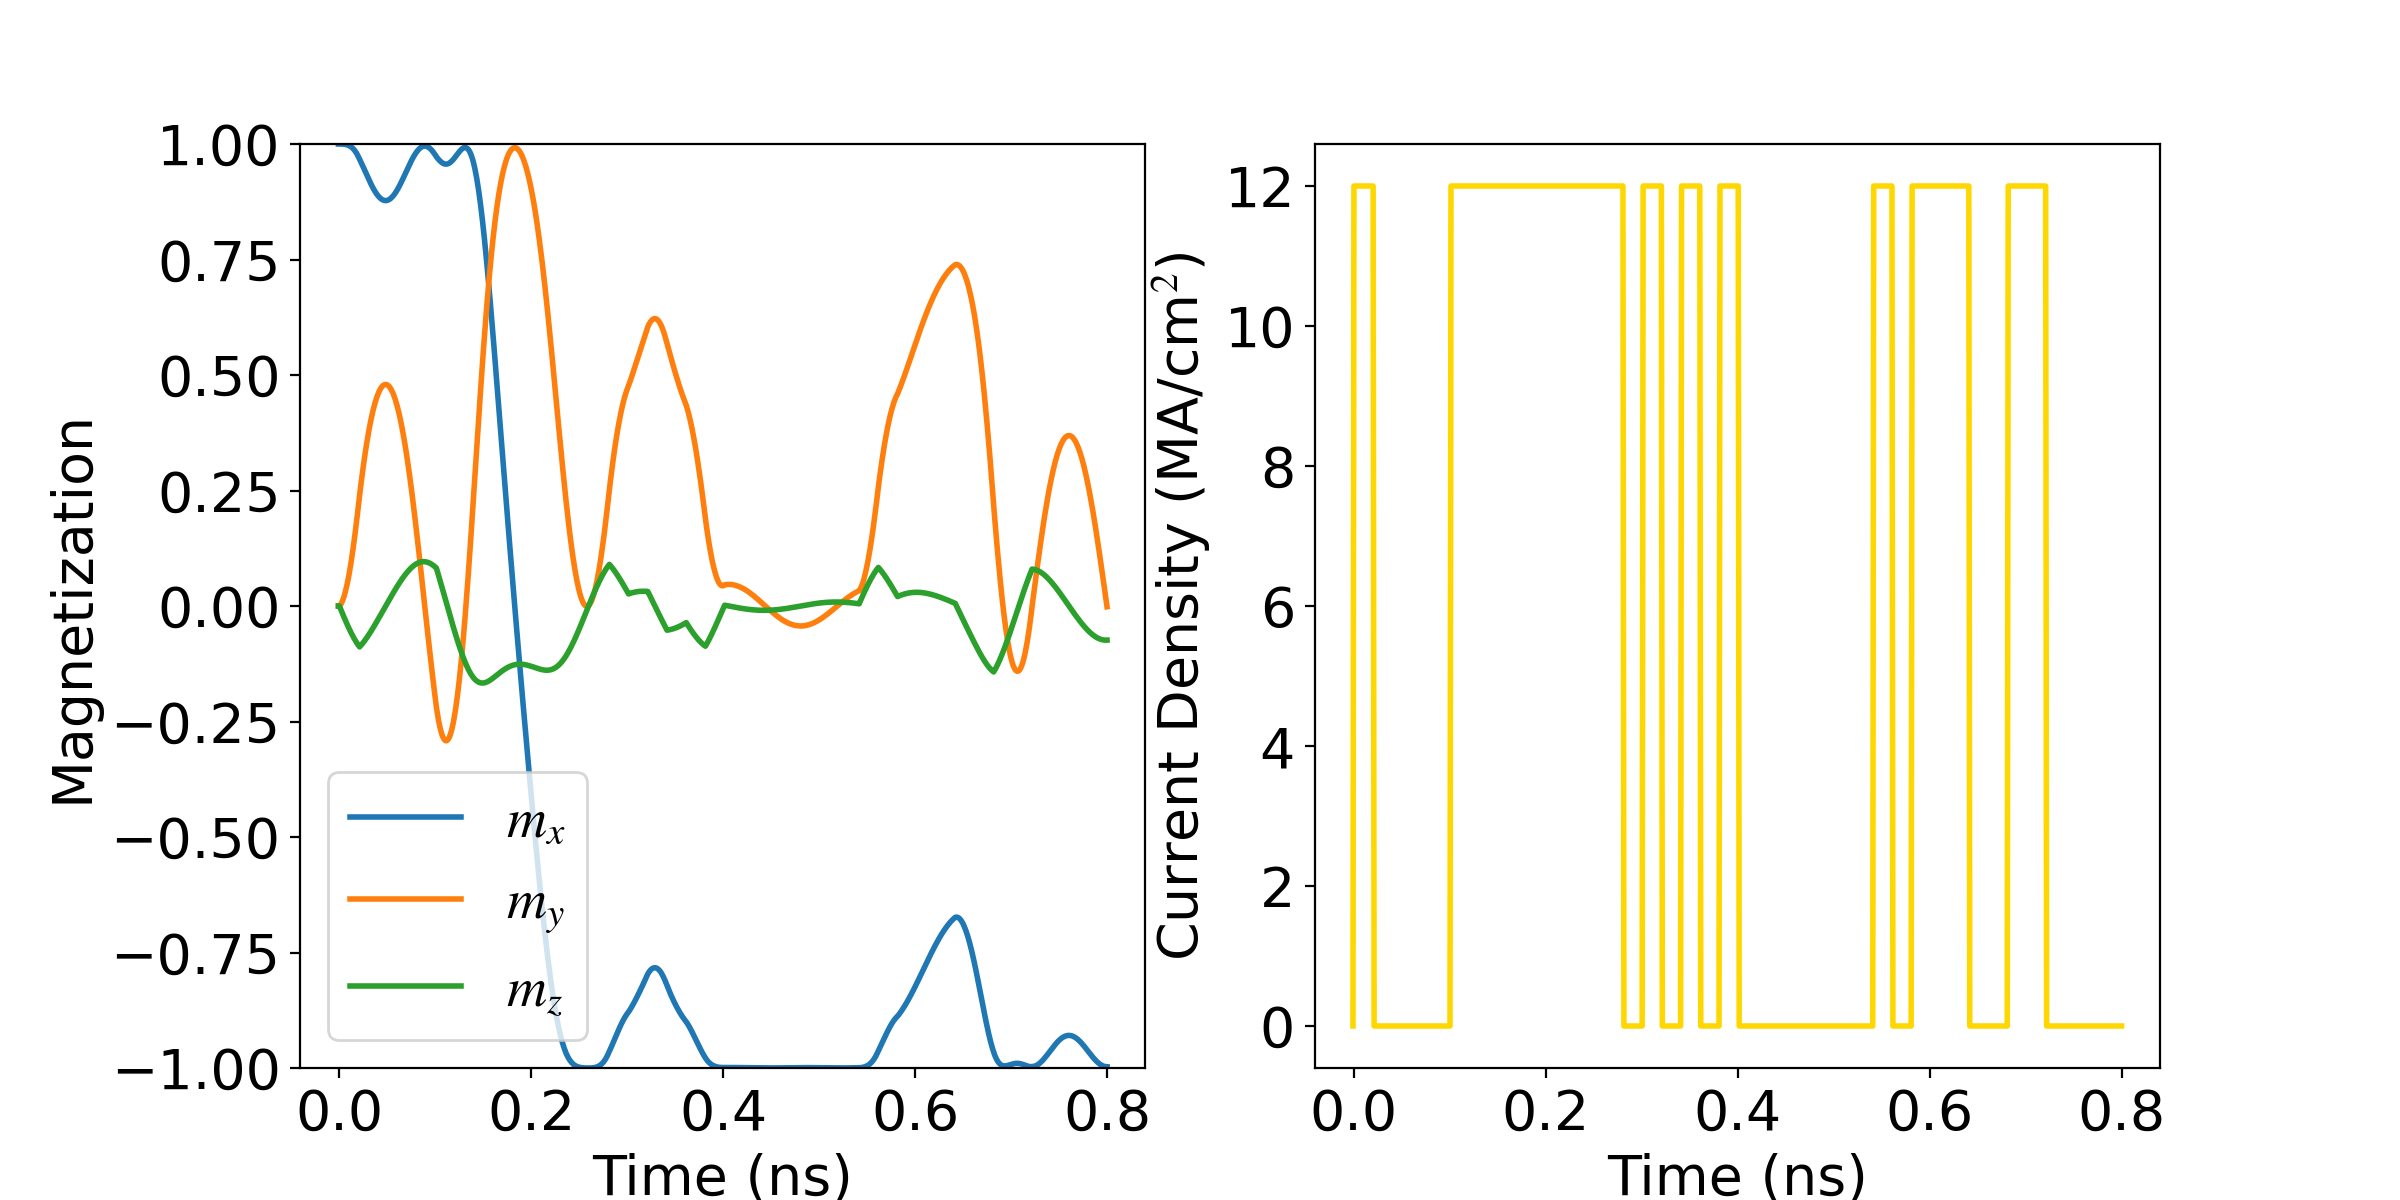 Magnetization
1.00
0.75
0.50
0.25
0.00
−0.25
−0.50
−0.75
−1.00
m_x
m_y
m_z
0.0 0.2 0.4 0.6 0.8
Time (ns)
Current Density (MA/cm²)
12
10
8
6
4
2
0
0.0 0.2 0.4 0.6 0.8
Time (ns)